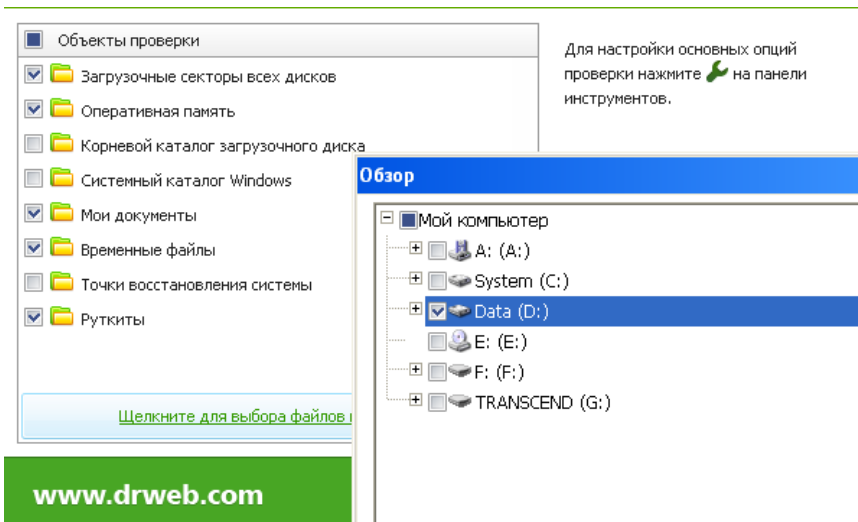 Объекты проверки
Загрузочные секторы всех дисков
Оперативная память
Корневой каталог загрузочного диска
Системный каталог Windows
Мои документы
Временные файлы
Точки восстановления системы
Руткиты
Щелкните для выбора файлов
www.drweb.com
Для настройки основных опций
проверки нажмите на панели
инструментов.
Обзор
Мой компьютер
A: (A:)
System (C:)
Data (D:)
E: (E:)
F: (F:)
TRANSCEND (G:)